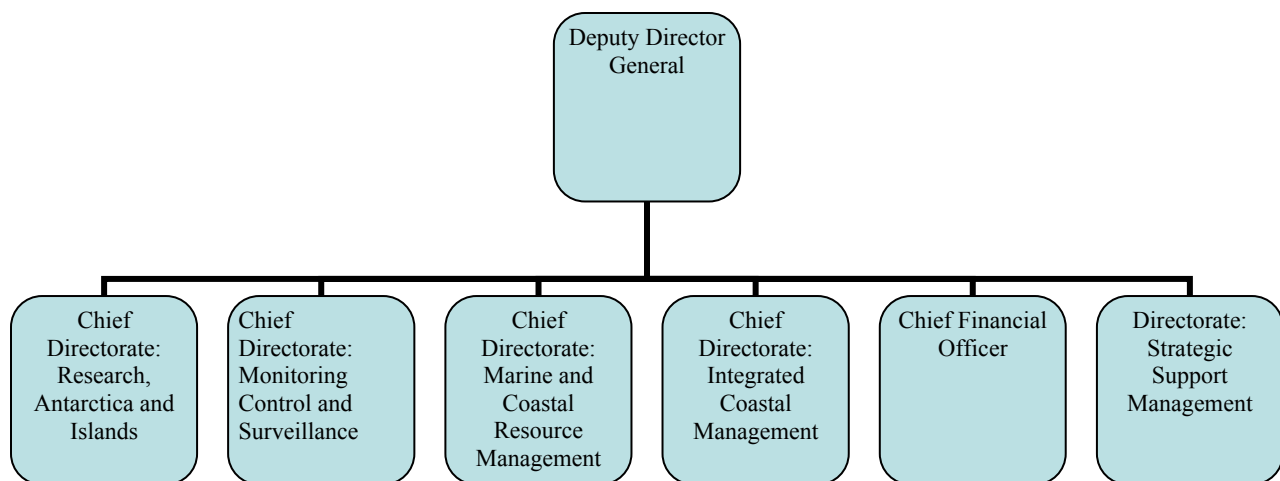 Deputy Director
General
Chief
Directorate:
Research,
Antarctica and
Islands
Chief
Directorate:
Monitoring
Control and
Surveillance
Chief
Directorate:
Marine and
Coastal
Resource
Management
Chief
Directorate:
Integrated
Coastal
Management
Chief Financial
Officer
Directorate:
Strategic
Support
Management